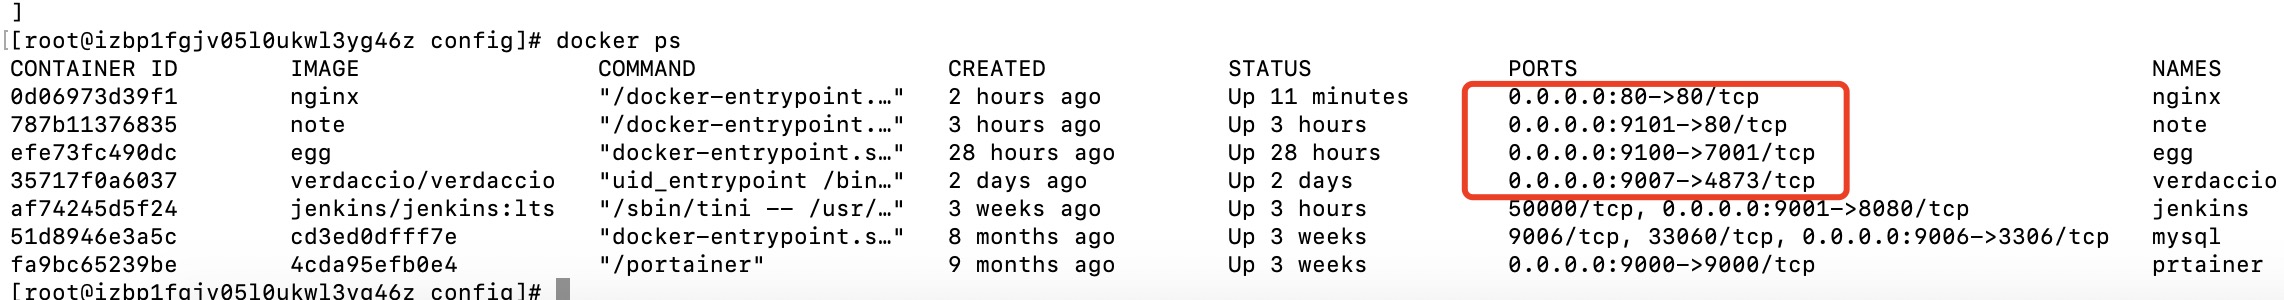 ]
[[root@izbp1fgjv05l0ukwl3yg46z config]# docker ps
CONTAINER ID        IMAGE                 COMMAND                  CREATED             STATUS              PORTS                                         NAMES
0d06973d39f1        nginx                 "/docker-entrypoint.…"   2 hours ago         Up 11 minutes       0.0.0.0:80->80/tcp                            nginx
787b11376835        note                  "/docker-entrypoint.…"   3 hours ago         Up 3 hours          0.0.0.0:9101->80/tcp                          note
efe73fc490dc        egg                   "docker-entrypoint.s…"   28 hours ago        Up 28 hours         0.0.0.0:9100->7001/tcp                        egg
35717f0a6037        verdaccio/verdaccio   "uid_entrypoint /bin…"   2 days ago          Up 2 days           0.0.0.0:9007->4873/tcp                        verdaccio
af74245d5f24        jenkins/jenkins:lts   "/sbin/tini -- /usr/…"   3 weeks ago         Up 3 hours          50000/tcp, 0.0.0.0:9001->8080/tcp             jenkins
51d8946e3a5c        cd3ed0dfff7e          "docker-entrypoint.s…"   8 months ago        Up 3 weeks          9006/tcp, 33060/tcp, 0.0.0.0:9006->3306/tcp   mysql
fa9bc65239be        4cda95efb0e4          "/portainer"             9 months ago        Up 3 weeks          0.0.0.0:9000->9000/tcp                        prtainer
[root@izbp1fgjv05l0ukwl3yg46z config]#